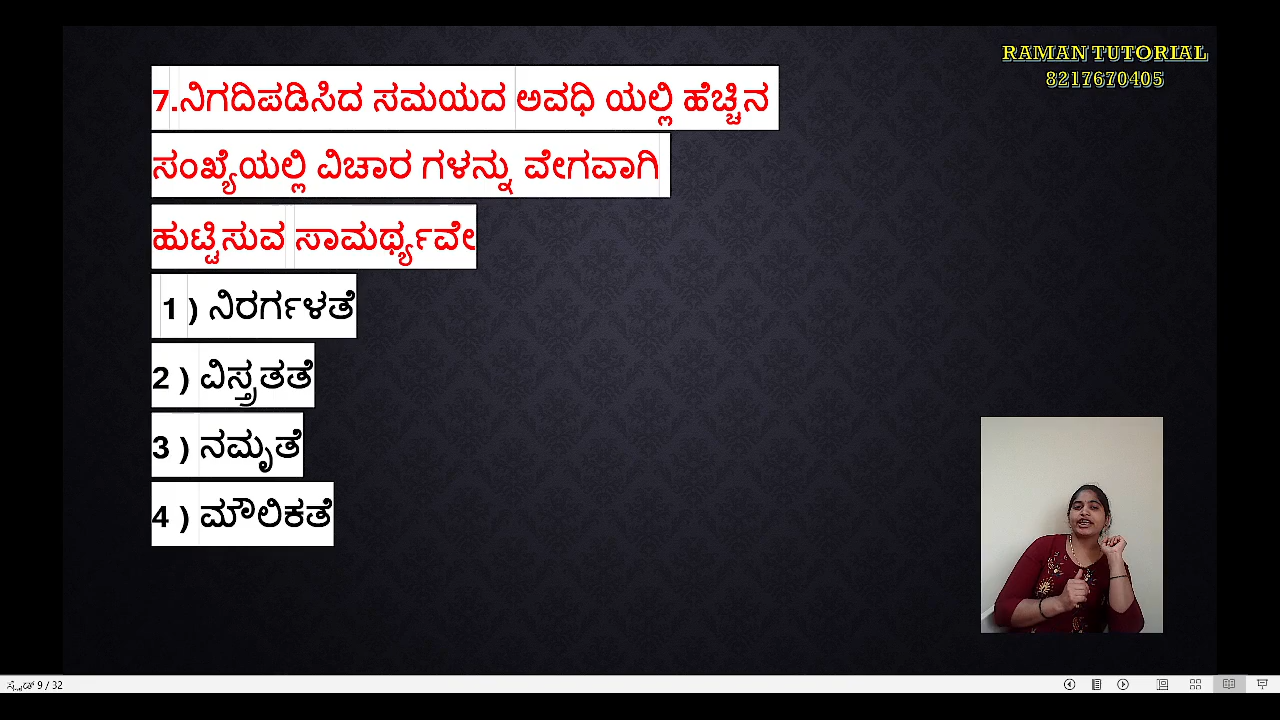 RAMAN TUTORIAL
8217670405
7.ನಿಗದಿಪಡಿಸಿದ ಸಮಯದ ಅವಧಿ ಯಲ್ಲಿ ಹೆಚ್ಚಿನ
ಸಂಖ್ಯೆಯಲ್ಲಿ ವಿಚಾರ ಗಳನ್ನು ವೇಗವಾಗಿ
ಹುಟ್ಟಿಸುವ ಸಾಮರ್ಥ್ಯವೇ
1 ) ನಿರರ್ಗಳತೆ
2 ) ವಿಸ್ತ್ರತತೆ
3 ) ನಮೃತೆ
4 ) ಮೌಲಿಕತೆ
ಸ್ಲೈಡ್ 9 / 32